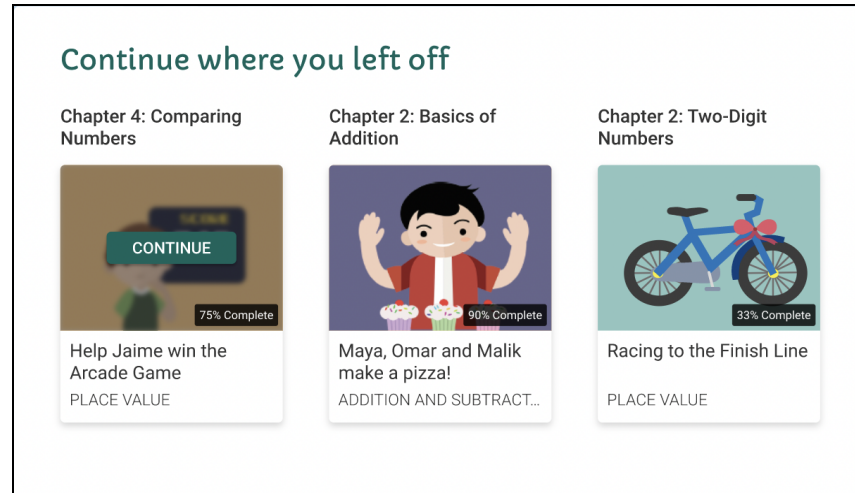 Continue where you left off
Chapter 4: Comparing
Numbers
CONTINUE
75% Complete
Help Jaime win the
Arcade Game
PLACE VALUE
Chapter 2: Basics of
Addition
90% Complete
Maya, Omar and Malik
make a pizza!
ADDITION AND SUBTRACT...
Chapter 2: Two-Digit
Numbers
33% Complete
Racing to the Finish Line
PLACE VALUE